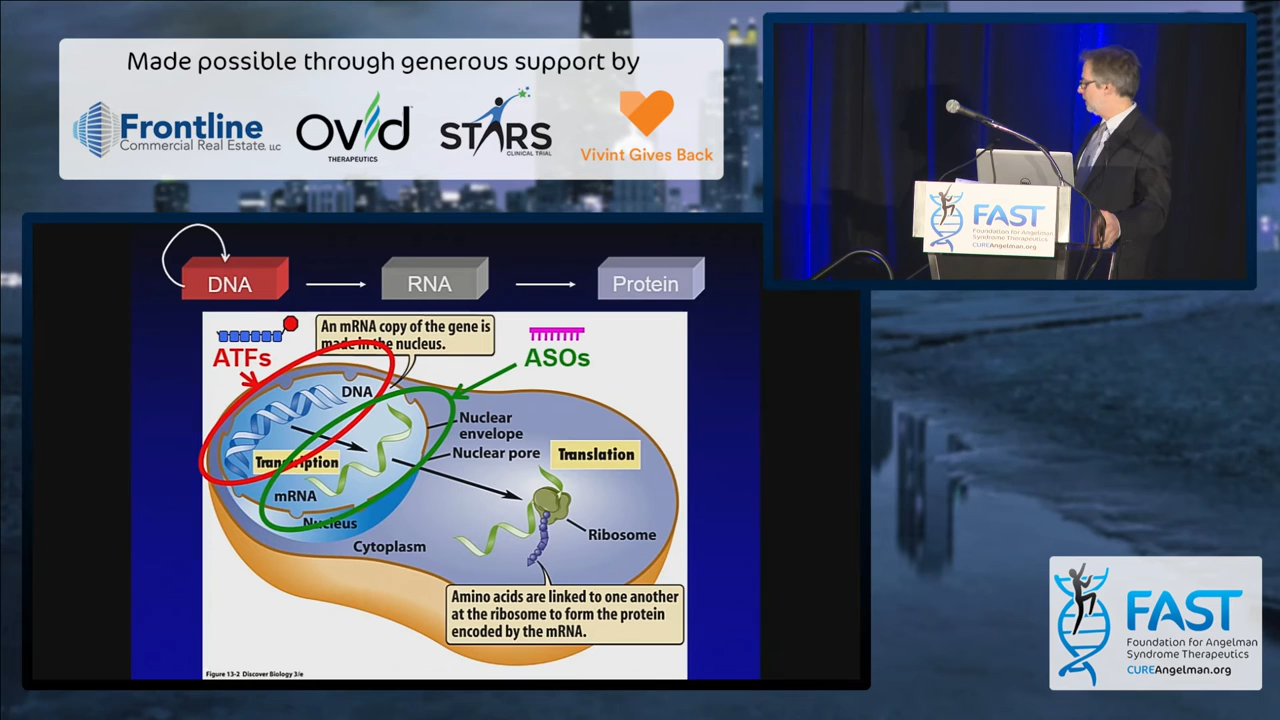 Made possible through generous support by
Frontline
Commercial Real Estate, LLC
Ovid
THERAPEUTICS
STARS
CLINICAL TRIAL
Vivint Gives Back
FAST
Foundation for Angelman
Syndrome Therapeutics
CUREAngelman.org
DNA
RNA
Protein
ATFs
An mRNA copy of the gene is
made in the nucleus.
ASOs
DNA
Nuclear
envelope
Nuclear pore
Transcription
Translation
mRNA
Nucleus
Cytoplasm
Ribosome
Amino acids are linked to one another
at the ribosome to form the protein
encoded by the mRNA.
Figure 13-2 Discover Biology 3/e
FAST
Foundation for Angelman
Syndrome Therapeutics
CUREAngelman.org